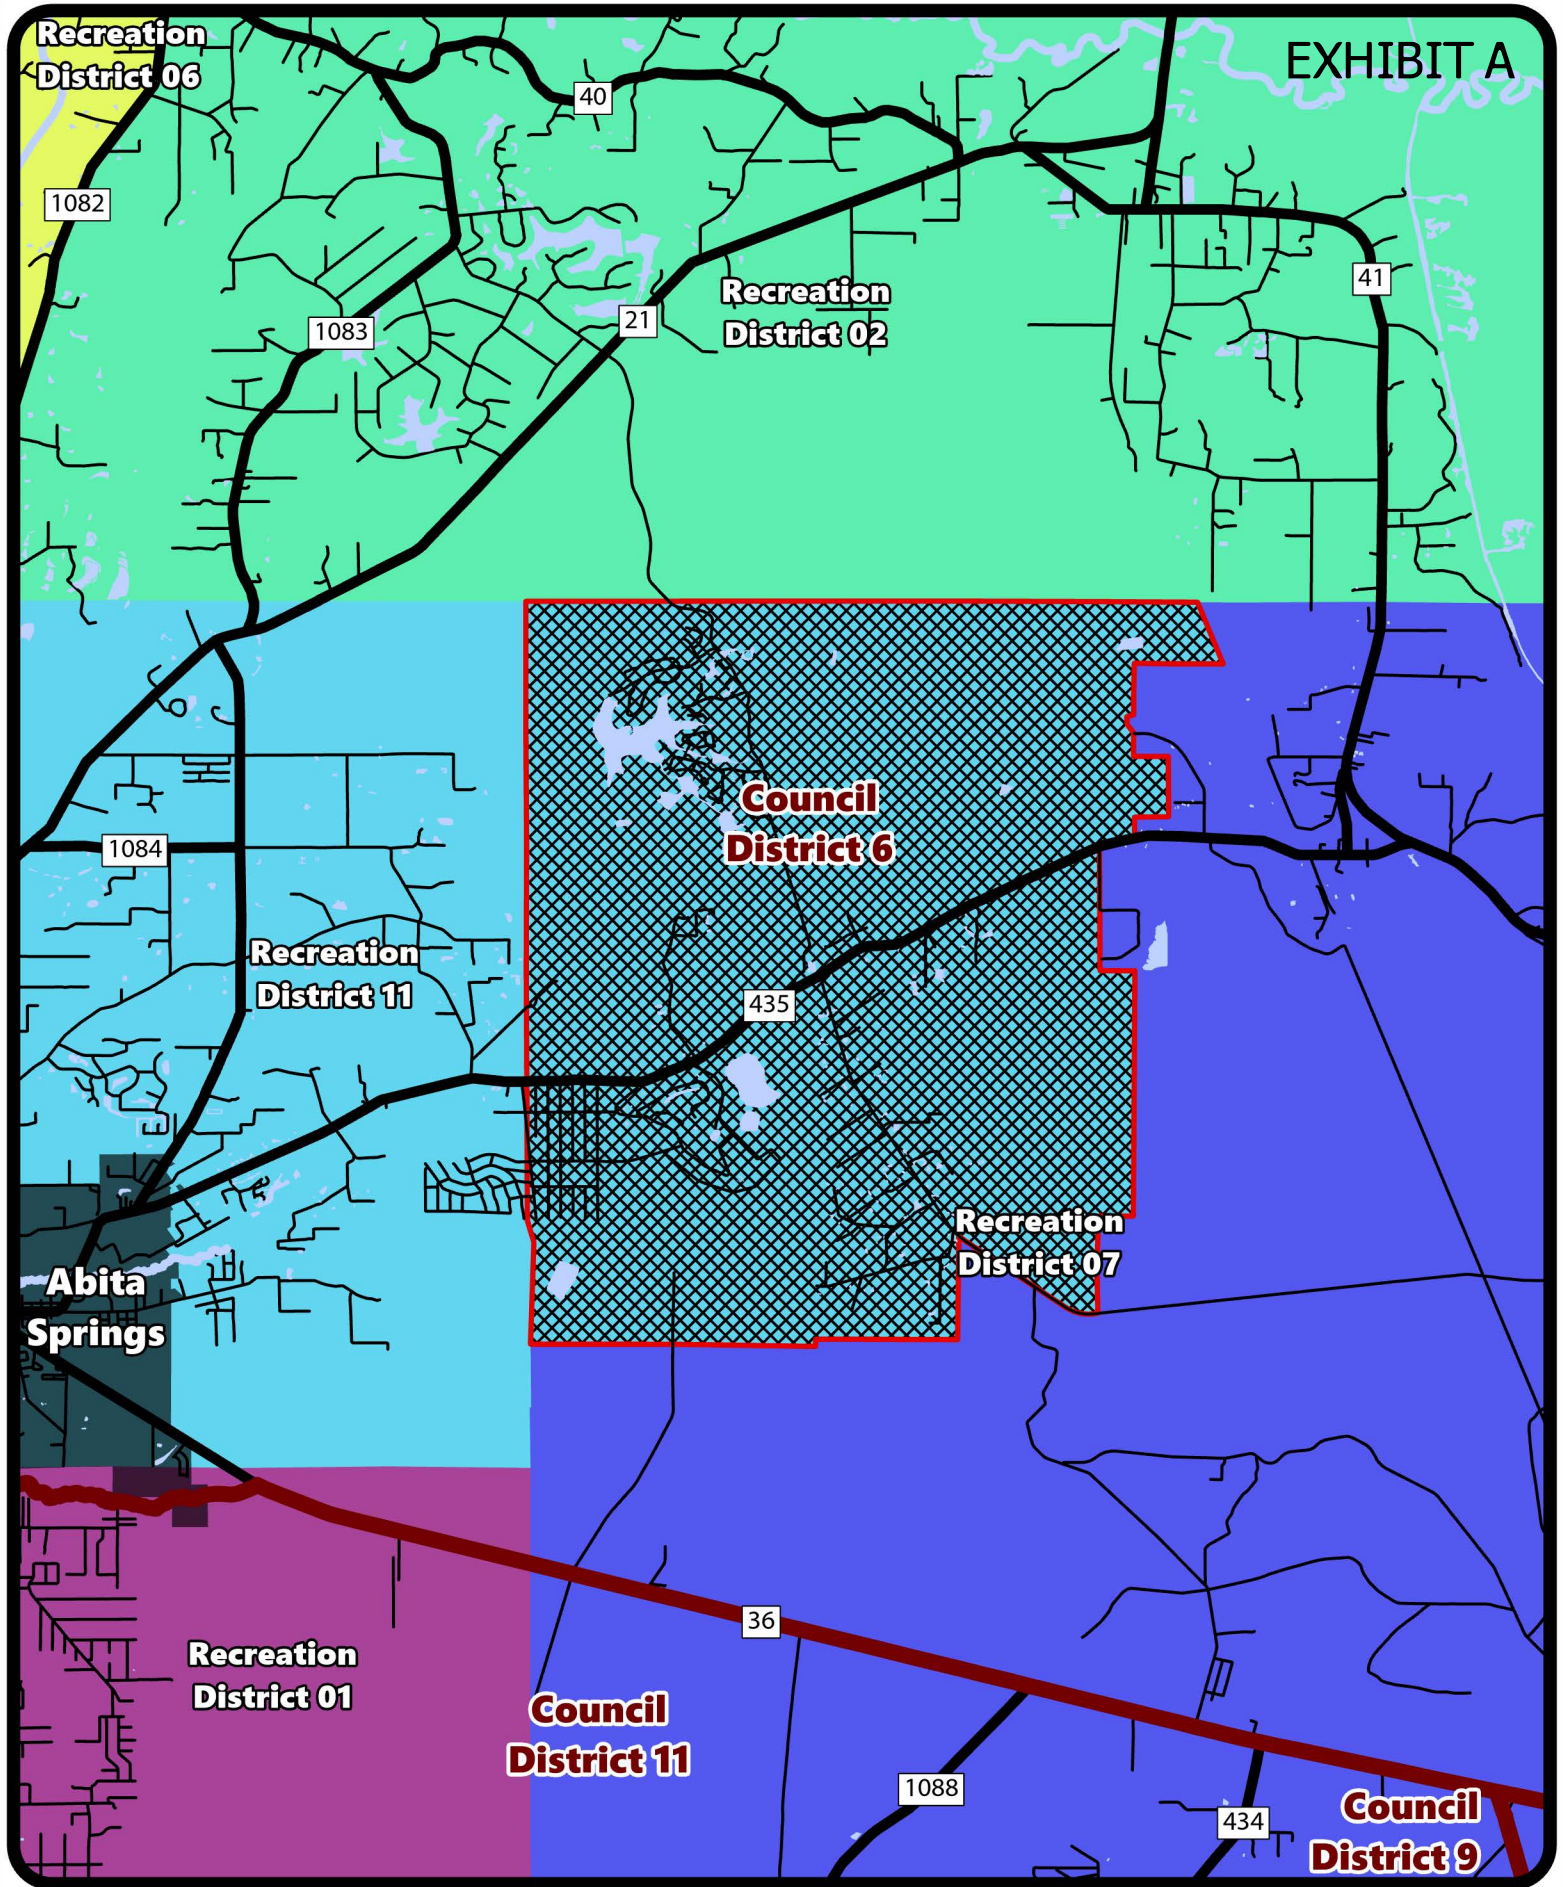 Recreation
District 06
EXHIBIT A
40
1082
41
Recreation
District 02
21
1083
Council
District 6
1084
Recreation
District 11
435
Recreation
District 07
Abita
Springs
36
Recreation
District 01
Council
District 11
1088
434
Council
District 9